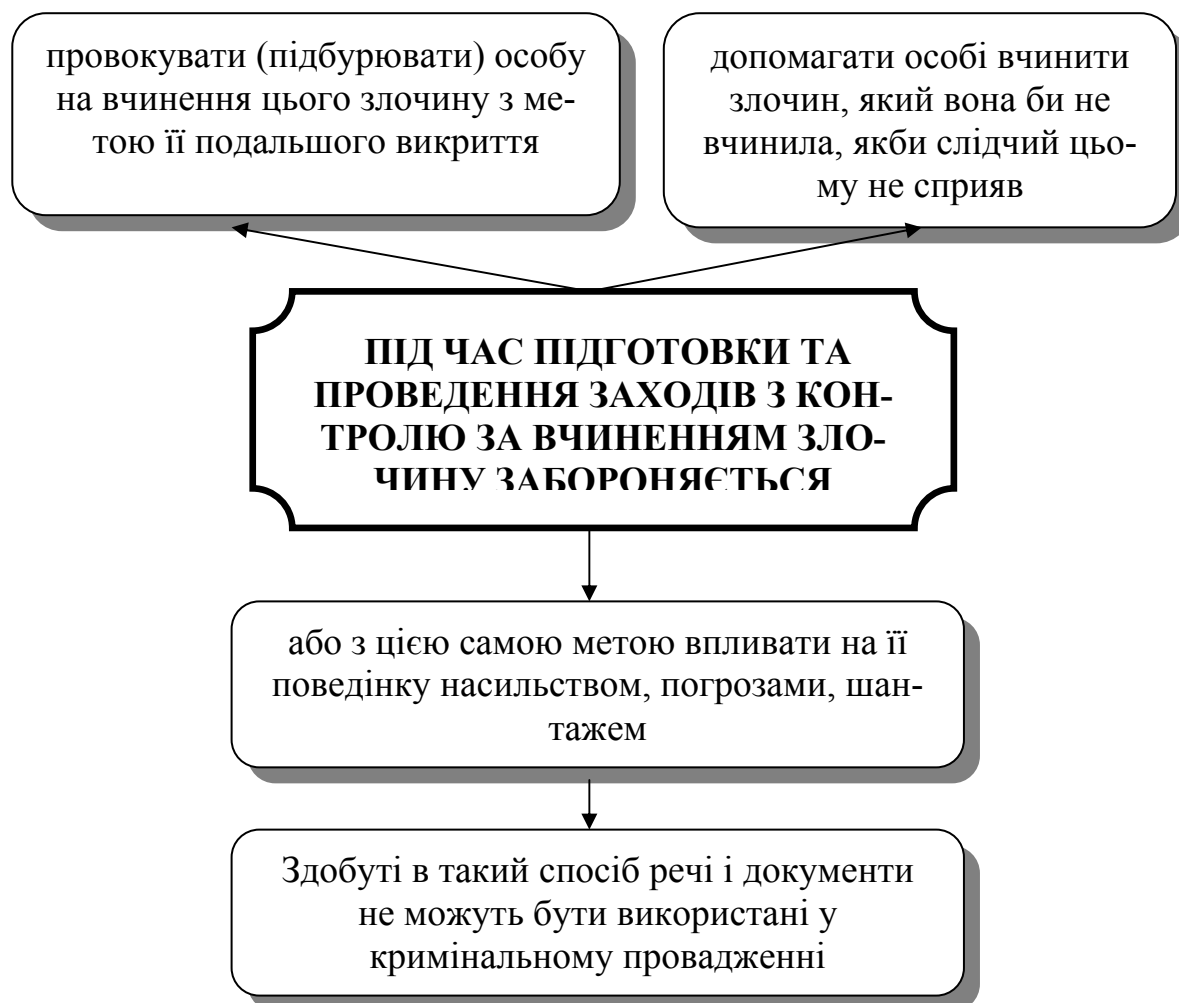 провокувати (підбурювати) особу
на вчинення цього злочину з ме-
тою її подальшого викриття
допомагати особі вчинити
злочин, який вона би не
вчинила, якби слідчий цьо-
му не сприяв
ПІД ЧАС ПІДГОТОВКИ ТА
ПРОВЕДЕННЯ ЗАХОДІВ З КОН-
ТРОЛЮ ЗА ВЧИНЕННЯМ ЗЛО-
ЧИНУ ЗАБОРОНЯЄТЬСЯ
або з цією самою метою впливати на її
поведінку насильством, погрозами, шан-
тажем
Здобуті в такий спосіб речі і документи
не можуть бути використані у
кримінальному провадженні